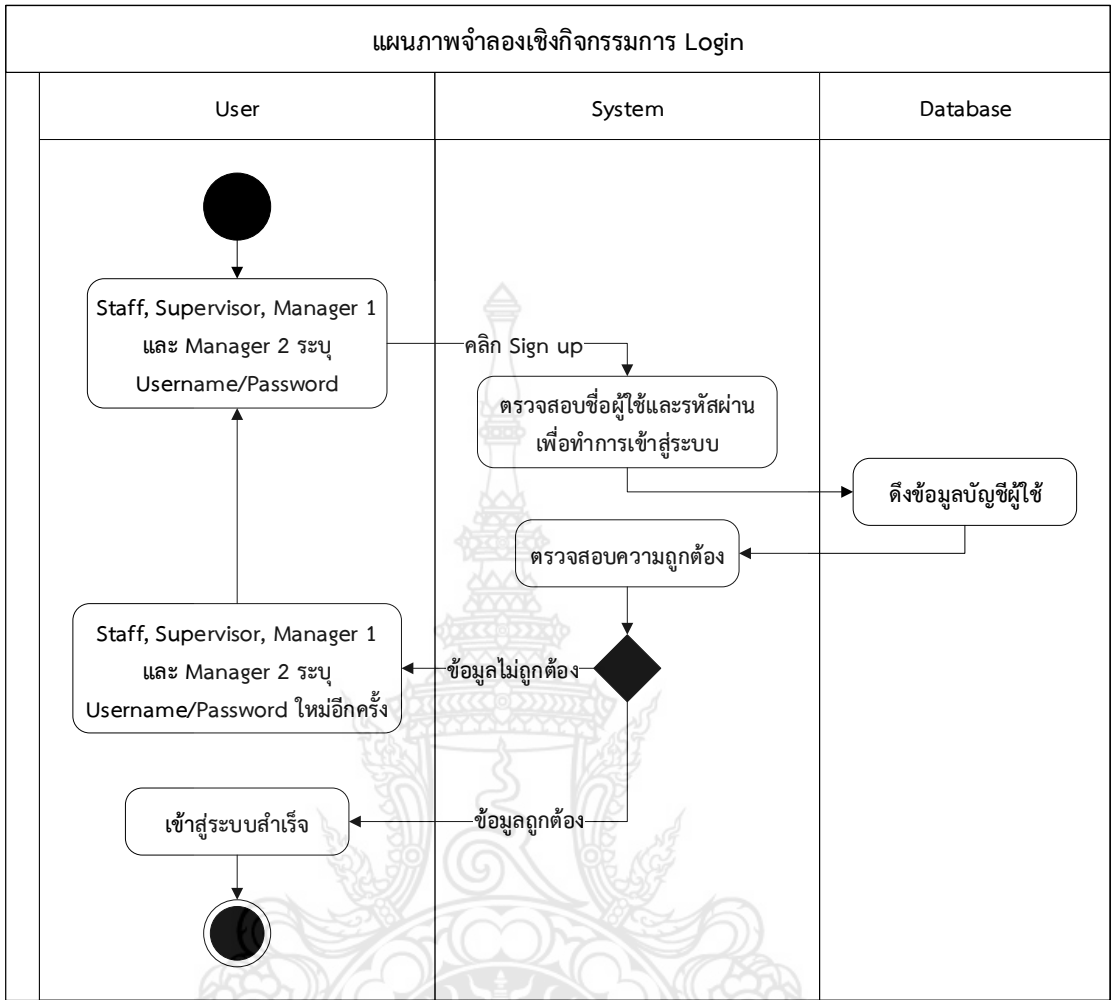 แผนภาพจำลองเชิงกิจกรรมการ Login
User
System
Database
Staff, Supervisor, Manager 1
และ Manager 2 ระบุ
Username/Password
คลิก Sign up
ตรวจสอบชื่อผู้ใช้และรหัสผ่าน
เพื่อทำการเข้าสู่ระบบ
ดึงข้อมูลบัญชีผู้ใช้
ตรวจสอบความถูกต้อง
Staff, Supervisor, Manager 1
และ Manager 2 ระบุ
Username/Password ใหม่อีกครั้ง
ข้อมูลไม่ถูกต้อง
เข้าสู่ระบบสำเร็จ
ข้อมูลถูกต้อง